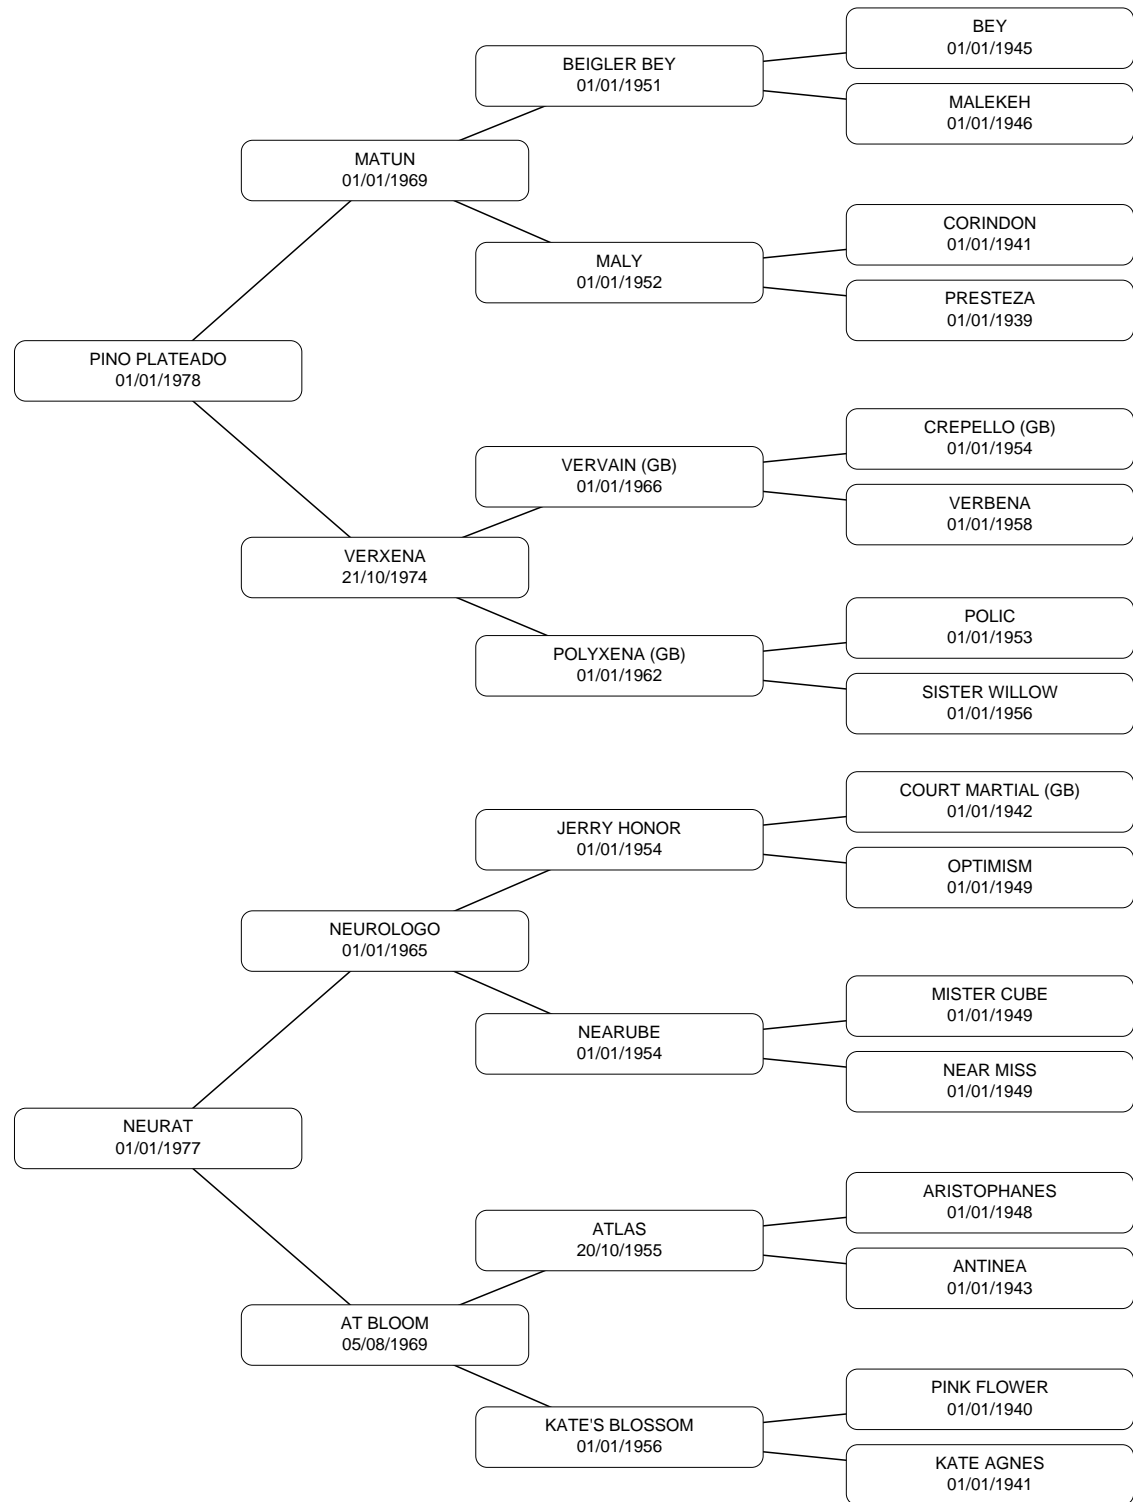 BEY
01/01/1945
BEIGLER BEY
01/01/1951
MALEKEH
01/01/1946
MATUN
01/01/1969
CORINDON
01/01/1941
MALY
01/01/1952
PRESTEZA
01/01/1939
PINO PLATEADO
01/01/1978
CREPELLO (GB)
01/01/1954
VERVAIN (GB)
01/01/1966
VERBENA
01/01/1958
VERXENA
21/10/1974
POLIC
01/01/1953
POLYXENA (GB)
01/01/1962
SISTER WILLOW
01/01/1956
COURT MARTIAL (GB)
01/01/1942
JERRY HONOR
01/01/1954
OPTIMISM
01/01/1949
NEUROLOGO
01/01/1965
MISTER CUBE
01/01/1949
NEARUBE
01/01/1954
NEAR MISS
01/01/1949
NEURAT
01/01/1977
ARISTOPHANES
01/01/1948
ATLAS
20/10/1955
ANTINEA
01/01/1943
AT BLOOM
05/08/1969
PINK FLOWER
01/01/1940
KATE'S BLOSSOM
01/01/1956
KATE AGNES
01/01/1941